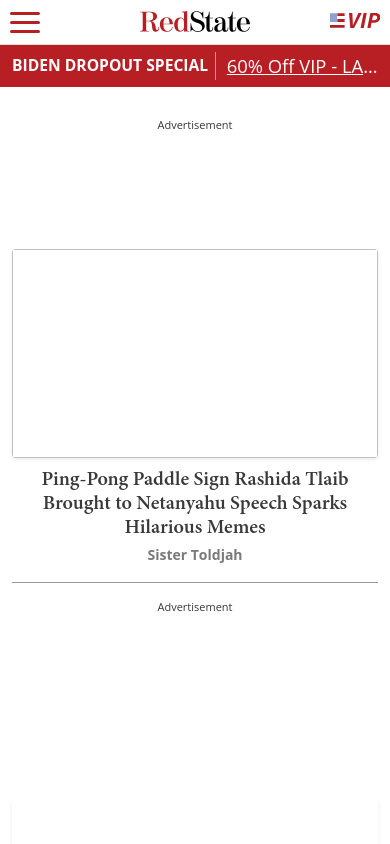 RedState
VIP
BIDEN DROPOUT SPECIAL
60% Off VIP - LA...
Advertisement
Ping-Pong Paddle Sign Rashida Tlaib
Brought to Netanyahu Speech Sparks
Hilarious Memes
Sister Toldjah
Advertisement